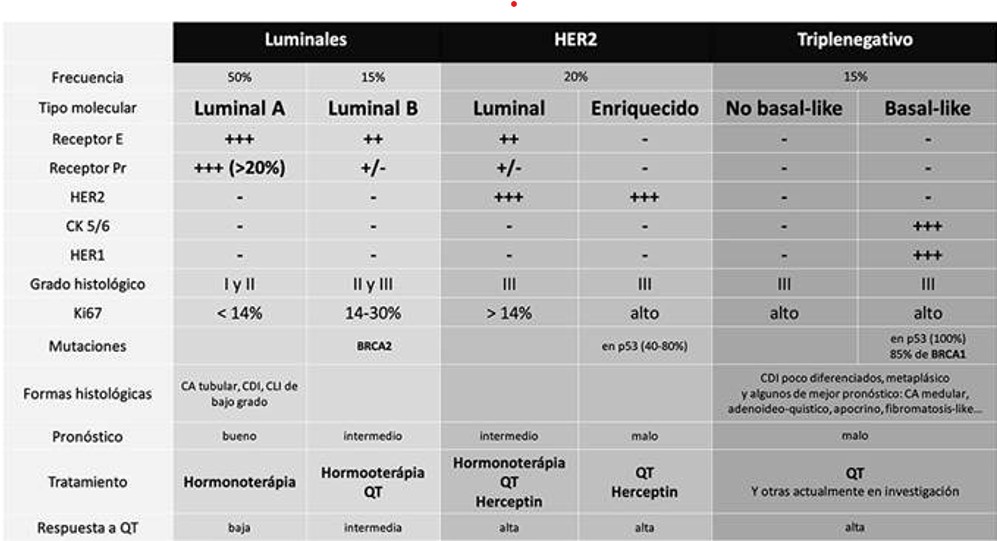 Luminales HER2 Triplenegativo
Frecuencia 50% 15% 20% 15%
Tipo molecular Luminal A Luminal B Luminal Enriquecido No basal-like Basal-like
Receptor E +++ ++ ++ - - -
Receptor Pr +++ (>20%) +/- +/- - - -
HER2 - - +++ +++ - -
CK 5/6 - - - - - +++
HER1 - - - - - +++
Grado histológico I y II II y III III III III III
Ki67 < 14% 14-30% > 14% alto alto alto
Mutaciones BRCA2 en p53 (40-80%) en p53 (100%)
85% de BRCA1
Formas histológicas CA tubular, CDI, CLI de
bajo grado
CDI poco diferenciados, metaplásico
y algunos de mejor pronóstico: CA medular,
adenoideo-quistico, apocrino, fibromatosis-like...
Pronóstico bueno intermedio intermedio malo malo
Tratamiento Hormonoterápia
Hormooterápia
QT
Hormonoterápia
QT
Herceptin
QT
Herceptin
QT
Y otras actualmente en investigación
Respuesta a QT baja intermedia alta alta alta